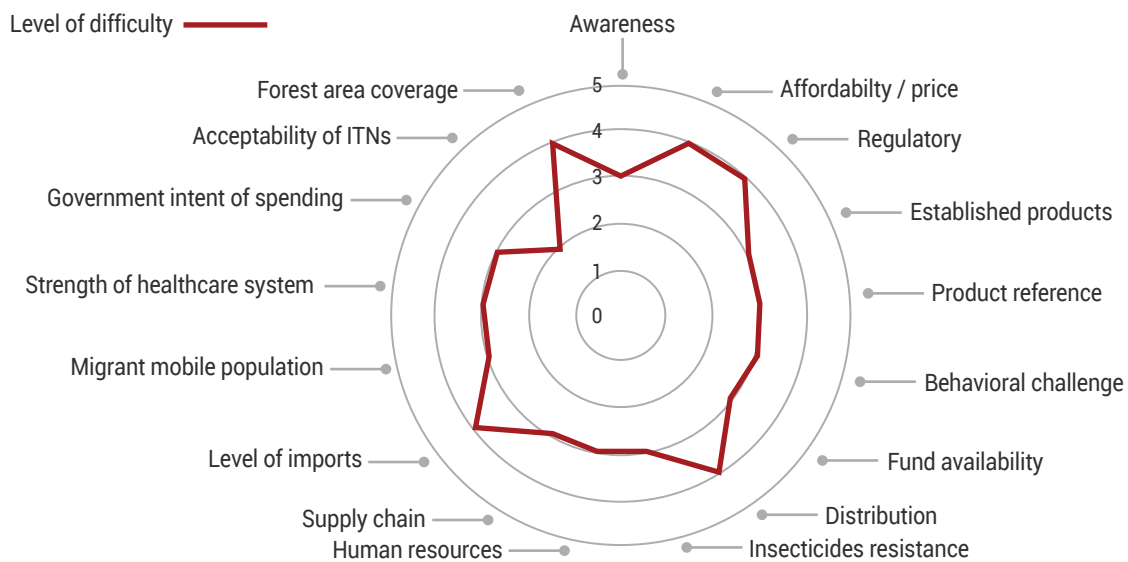 Level of difficulty
Awareness
Affordabilty / price
Regulatory
Established products
Product reference
Behavioral challenge
Fund availability
Distribution
Insecticides resistance
Human resources
Supply chain
Level of imports
Migrant mobile population
Strength of healthcare system
Government intent of spending
Acceptability of ITNs
Forest area coverage
5
4
3
2
1
0